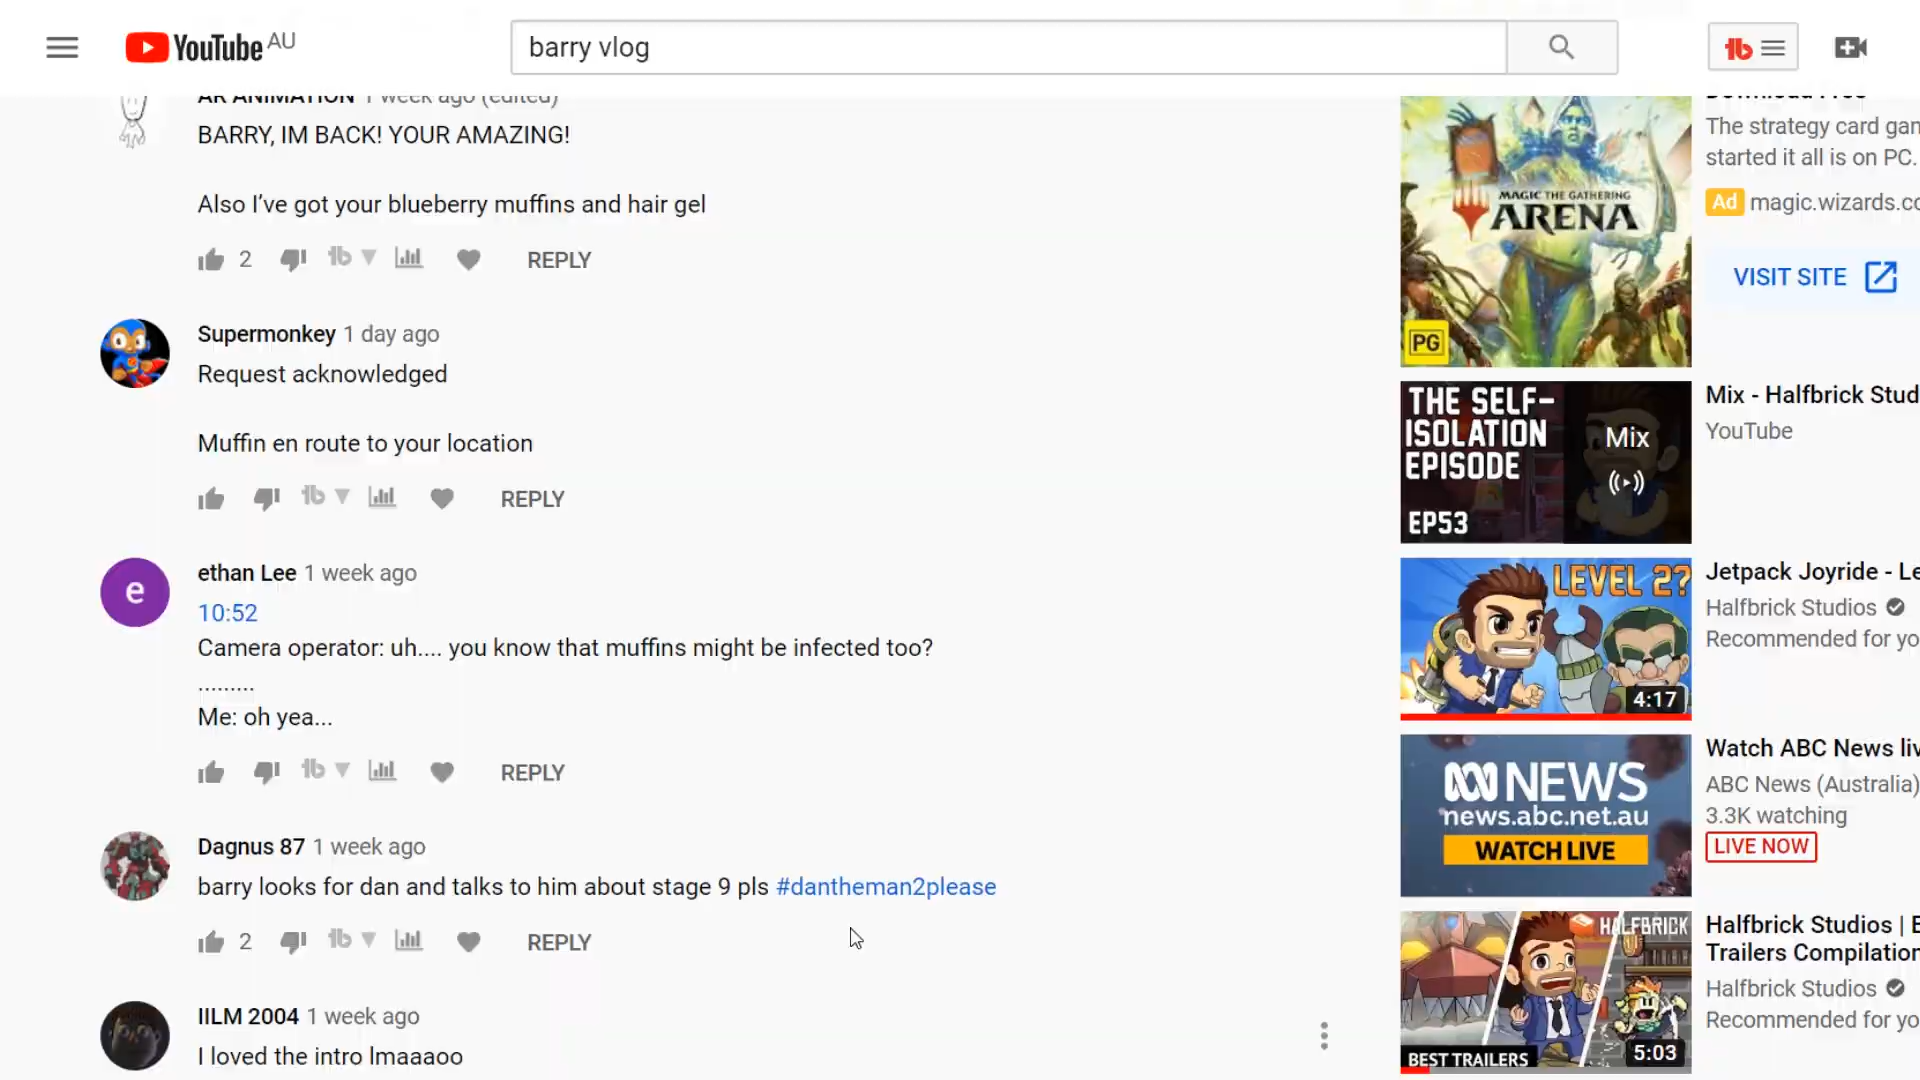 YouTube AU
barry vlog
AR ANIMATION 1 week ago (edited)
BARRY, IM BACK! YOUR AMAZING!
Also I've got your blueberry muffins and hair gel
2
REPLY
Supermonkey 1 day ago
Request acknowledged
Muffin en route to your location
REPLY
e
ethan Lee 1 week ago
10:52
Camera operator: uh.... you know that muffins might be infected too?
.........
Me: oh yea...
REPLY
Dagnus 87 1 week ago
barry looks for dan and talks to him about stage 9 pls #dantheman2please
2
REPLY
IILM 2004 1 week ago
I loved the intro lmaaaoo
MAGIC THE GATHERING
ARENA
PG
The strategy card gam
started it all is on PC.
Ad magic.wizards.co
VISIT SITE
THE SELF-
ISOLATION
EPISODE
EP53
Mix
Mix - Halfbrick Stud
YouTube
LEVEL 2?
4:17
Jetpack Joyride - Le
Halfbrick Studios
Recommended for yo
NEWS
news.abc.net.au
WATCH LIVE
Watch ABC News liv
ABC News (Australia)
3.3K watching
LIVE NOW
HALFBRICK
BEST TRAILERS
5:03
Halfbrick Studios | B
Trailers Compilation
Halfbrick Studios
Recommended for yo